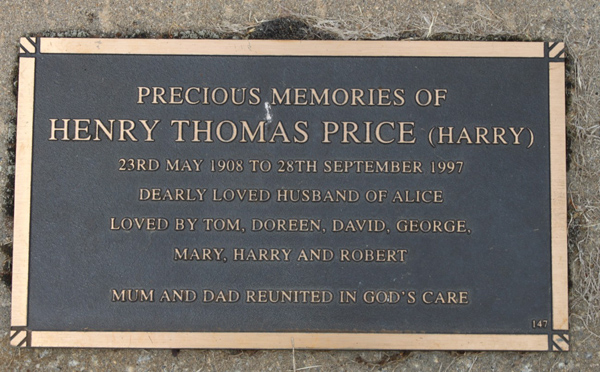 PRECIOUS MEMORIES OF
HENRY THOMAS PRICE (HARRY)
23RD MAY 1908 TO 28TH SEPTEMBER 1997
DEARLY LOVED HUSBAND OF ALICE
LOVED BY TOM, DOREEN, DAVID, GEORGE,
MARY, HARRY AND ROBERT
MUM AND DAD REUNITED IN GOD'S CARE
147